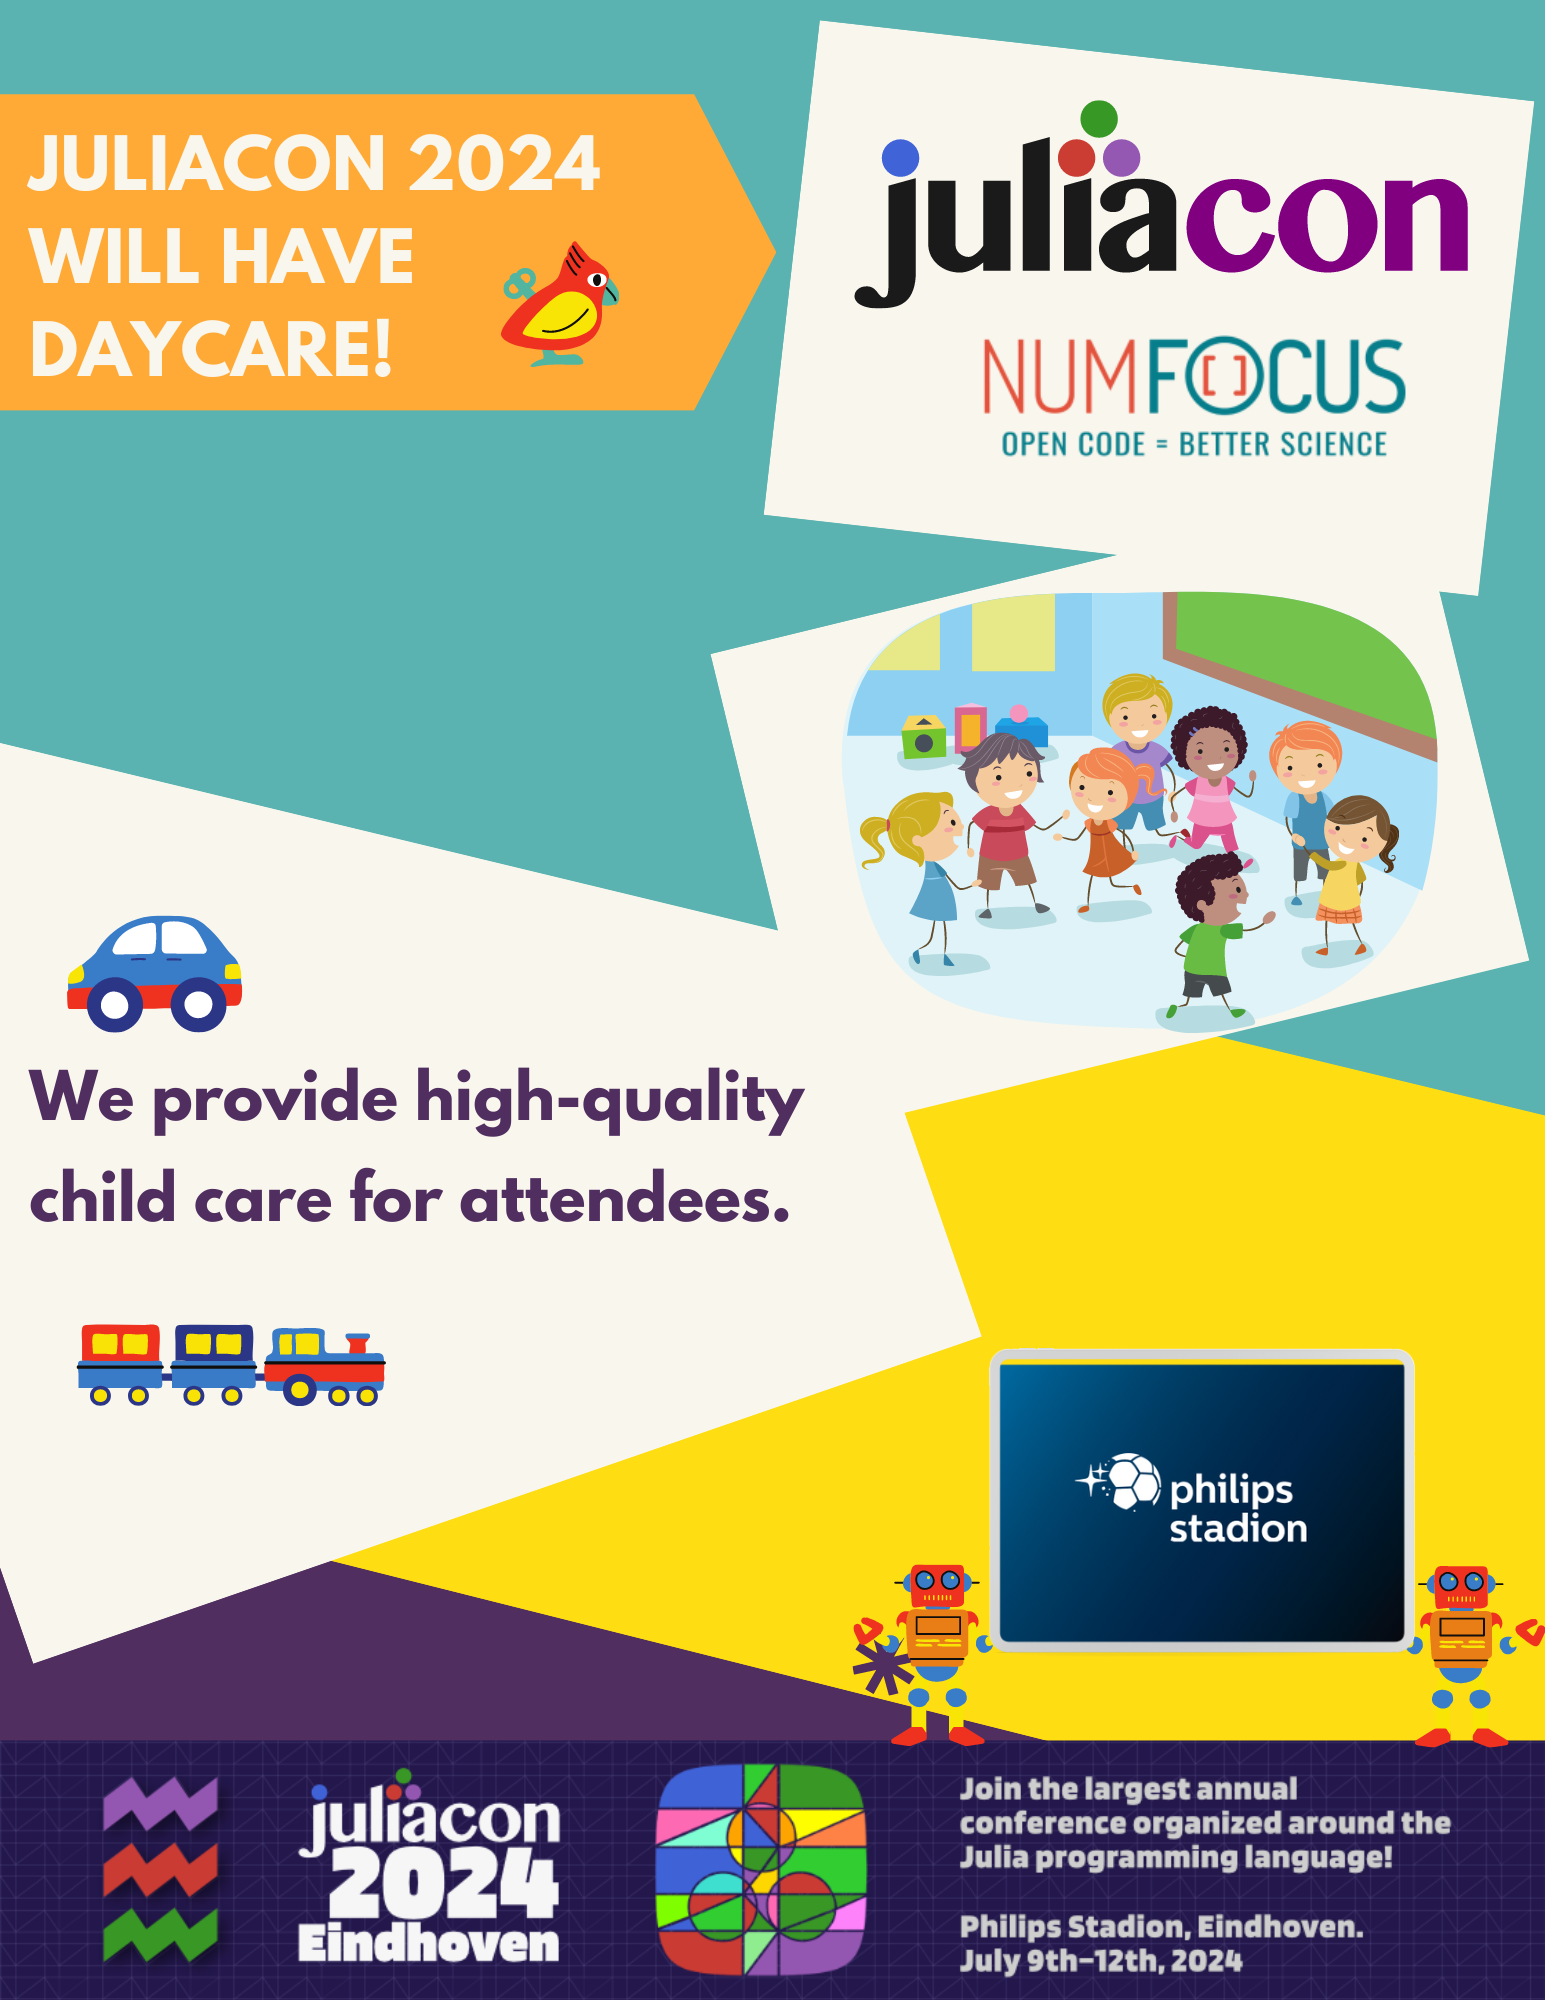 JULIACON 2024
WILL HAVE
DAYCARE!
juliacon
NUMFOCUS
OPEN CODE = BETTER SCIENCE
We provide high-quality
child care for attendees.
philips
stadion
juliacon
2024
Eindhoven
Join the largest annual
conference organized around the
Julia programming language!
Philips Stadion, Eindhoven.
July 9th–12th, 2024